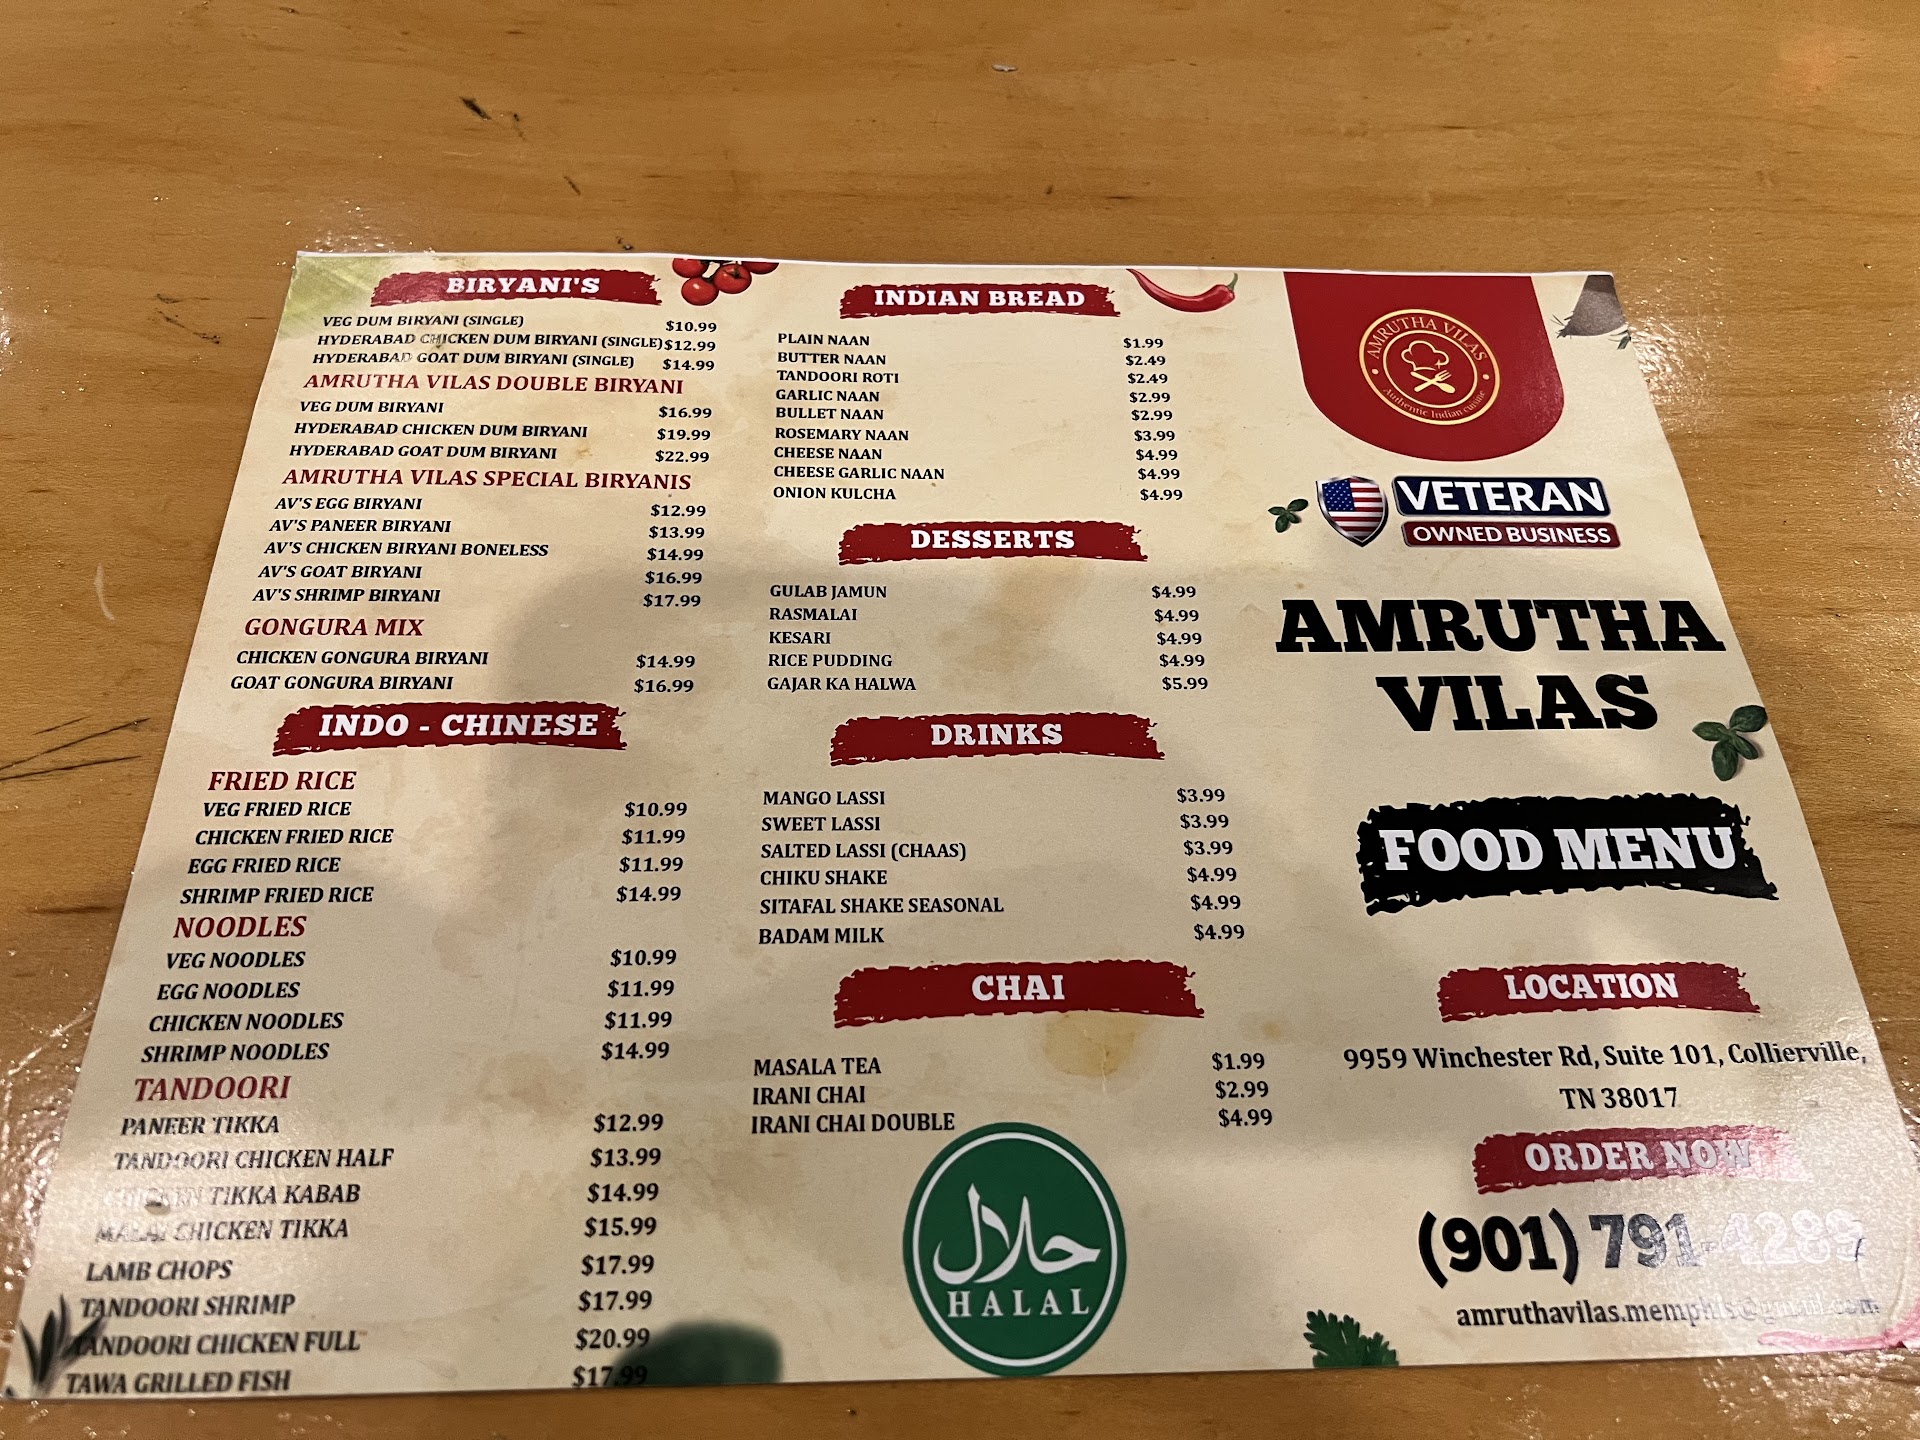 BIRYANI'S
VEG DUM BIRYANI (SINGLE) $10.99
HYDERABAD CHICKEN DUM BIRYANI (SINGLE) $12.99
HYDERABAD GOAT DUM BIRYANI (SINGLE) $14.99
AMRUTHA VILAS DOUBLE BIRYANI
VEG DUM BIRYANI $16.99
HYDERABAD CHICKEN DUM BIRYANI $19.99
HYDERABAD GOAT DUM BIRYANI $22.99
AMRUTHA VILAS SPECIAL BIRYANIS
AV'S EGG BIRYANI $12.99
AV'S PANEER BIRYANI $13.99
AV'S CHICKEN BIRYANI BONELESS $14.99
AV'S GOAT BIRYANI $16.99
AV'S SHRIMP BIRYANI $17.99
GONGURA MIX
CHICKEN GONGURA BIRYANI $14.99
GOAT GONGURA BIRYANI $16.99
INDO - CHINESE
FRIED RICE
VEG FRIED RICE $10.99
CHICKEN FRIED RICE $11.99
EGG FRIED RICE $11.99
SHRIMP FRIED RICE $14.99
NOODLES
VEG NOODLES $10.99
EGG NOODLES $11.99
CHICKEN NOODLES $11.99
SHRIMP NOODLES $14.99
TANDOORI
PANEER TIKKA $12.99
TANDOORI CHICKEN HALF $13.99
CHICKEN TIKKA KABAB $14.99
MALAI CHICKEN TIKKA $15.99
LAMB CHOPS $17.99
TANDOORI SHRIMP $17.99
TANDOORI CHICKEN FULL $20.99
TAWA GRILLED FISH $17.99
INDIAN BREAD
PLAIN NAAN $1.99
BUTTER NAAN $2.49
TANDOORI ROTI $2.49
GARLIC NAAN $2.99
BULLET NAAN $2.99
ROSEMARY NAAN $3.99
CHEESE NAAN $4.99
CHEESE GARLIC NAAN $4.99
ONION KULCHA $4.99
DESSERTS
GULAB JAMUN $4.99
RASMALAI $4.99
KESARI $4.99
RICE PUDDING $4.99
GAJAR KA HALWA $5.99
DRINKS
MANGO LASSI $3.99
SWEET LASSI $3.99
SALTED LASSI (CHAAS) $3.99
CHIKU SHAKE $4.99
SITAFAL SHAKE SEASONAL $4.99
BADAM MILK $4.99
CHAI
MASALA TEA $1.99
IRANI CHAI $2.99
IRANI CHAI DOUBLE $4.99
حلال
HALAL
AMRUTHA VILAS
Authentic Indian cuisine
VETERAN
OWNED BUSINESS
AMRUTHA
VILAS
FOOD MENU
LOCATION
9959 Winchester Rd, Suite 101, Collierville,
TN 38017
ORDER NOW
(901) 791-4289
amruthavilas.memphis@gmail.com